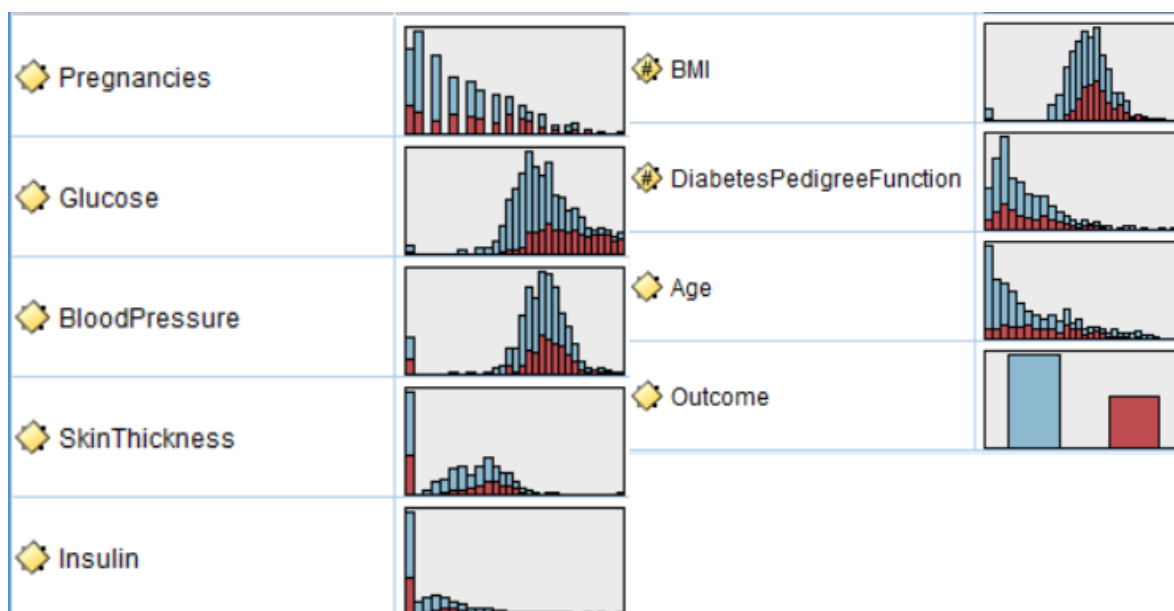 Pregnancies
Glucose
BloodPressure
SkinThickness
Insulin
# BMI
# DiabetesPedigreeFunction
Age
Outcome